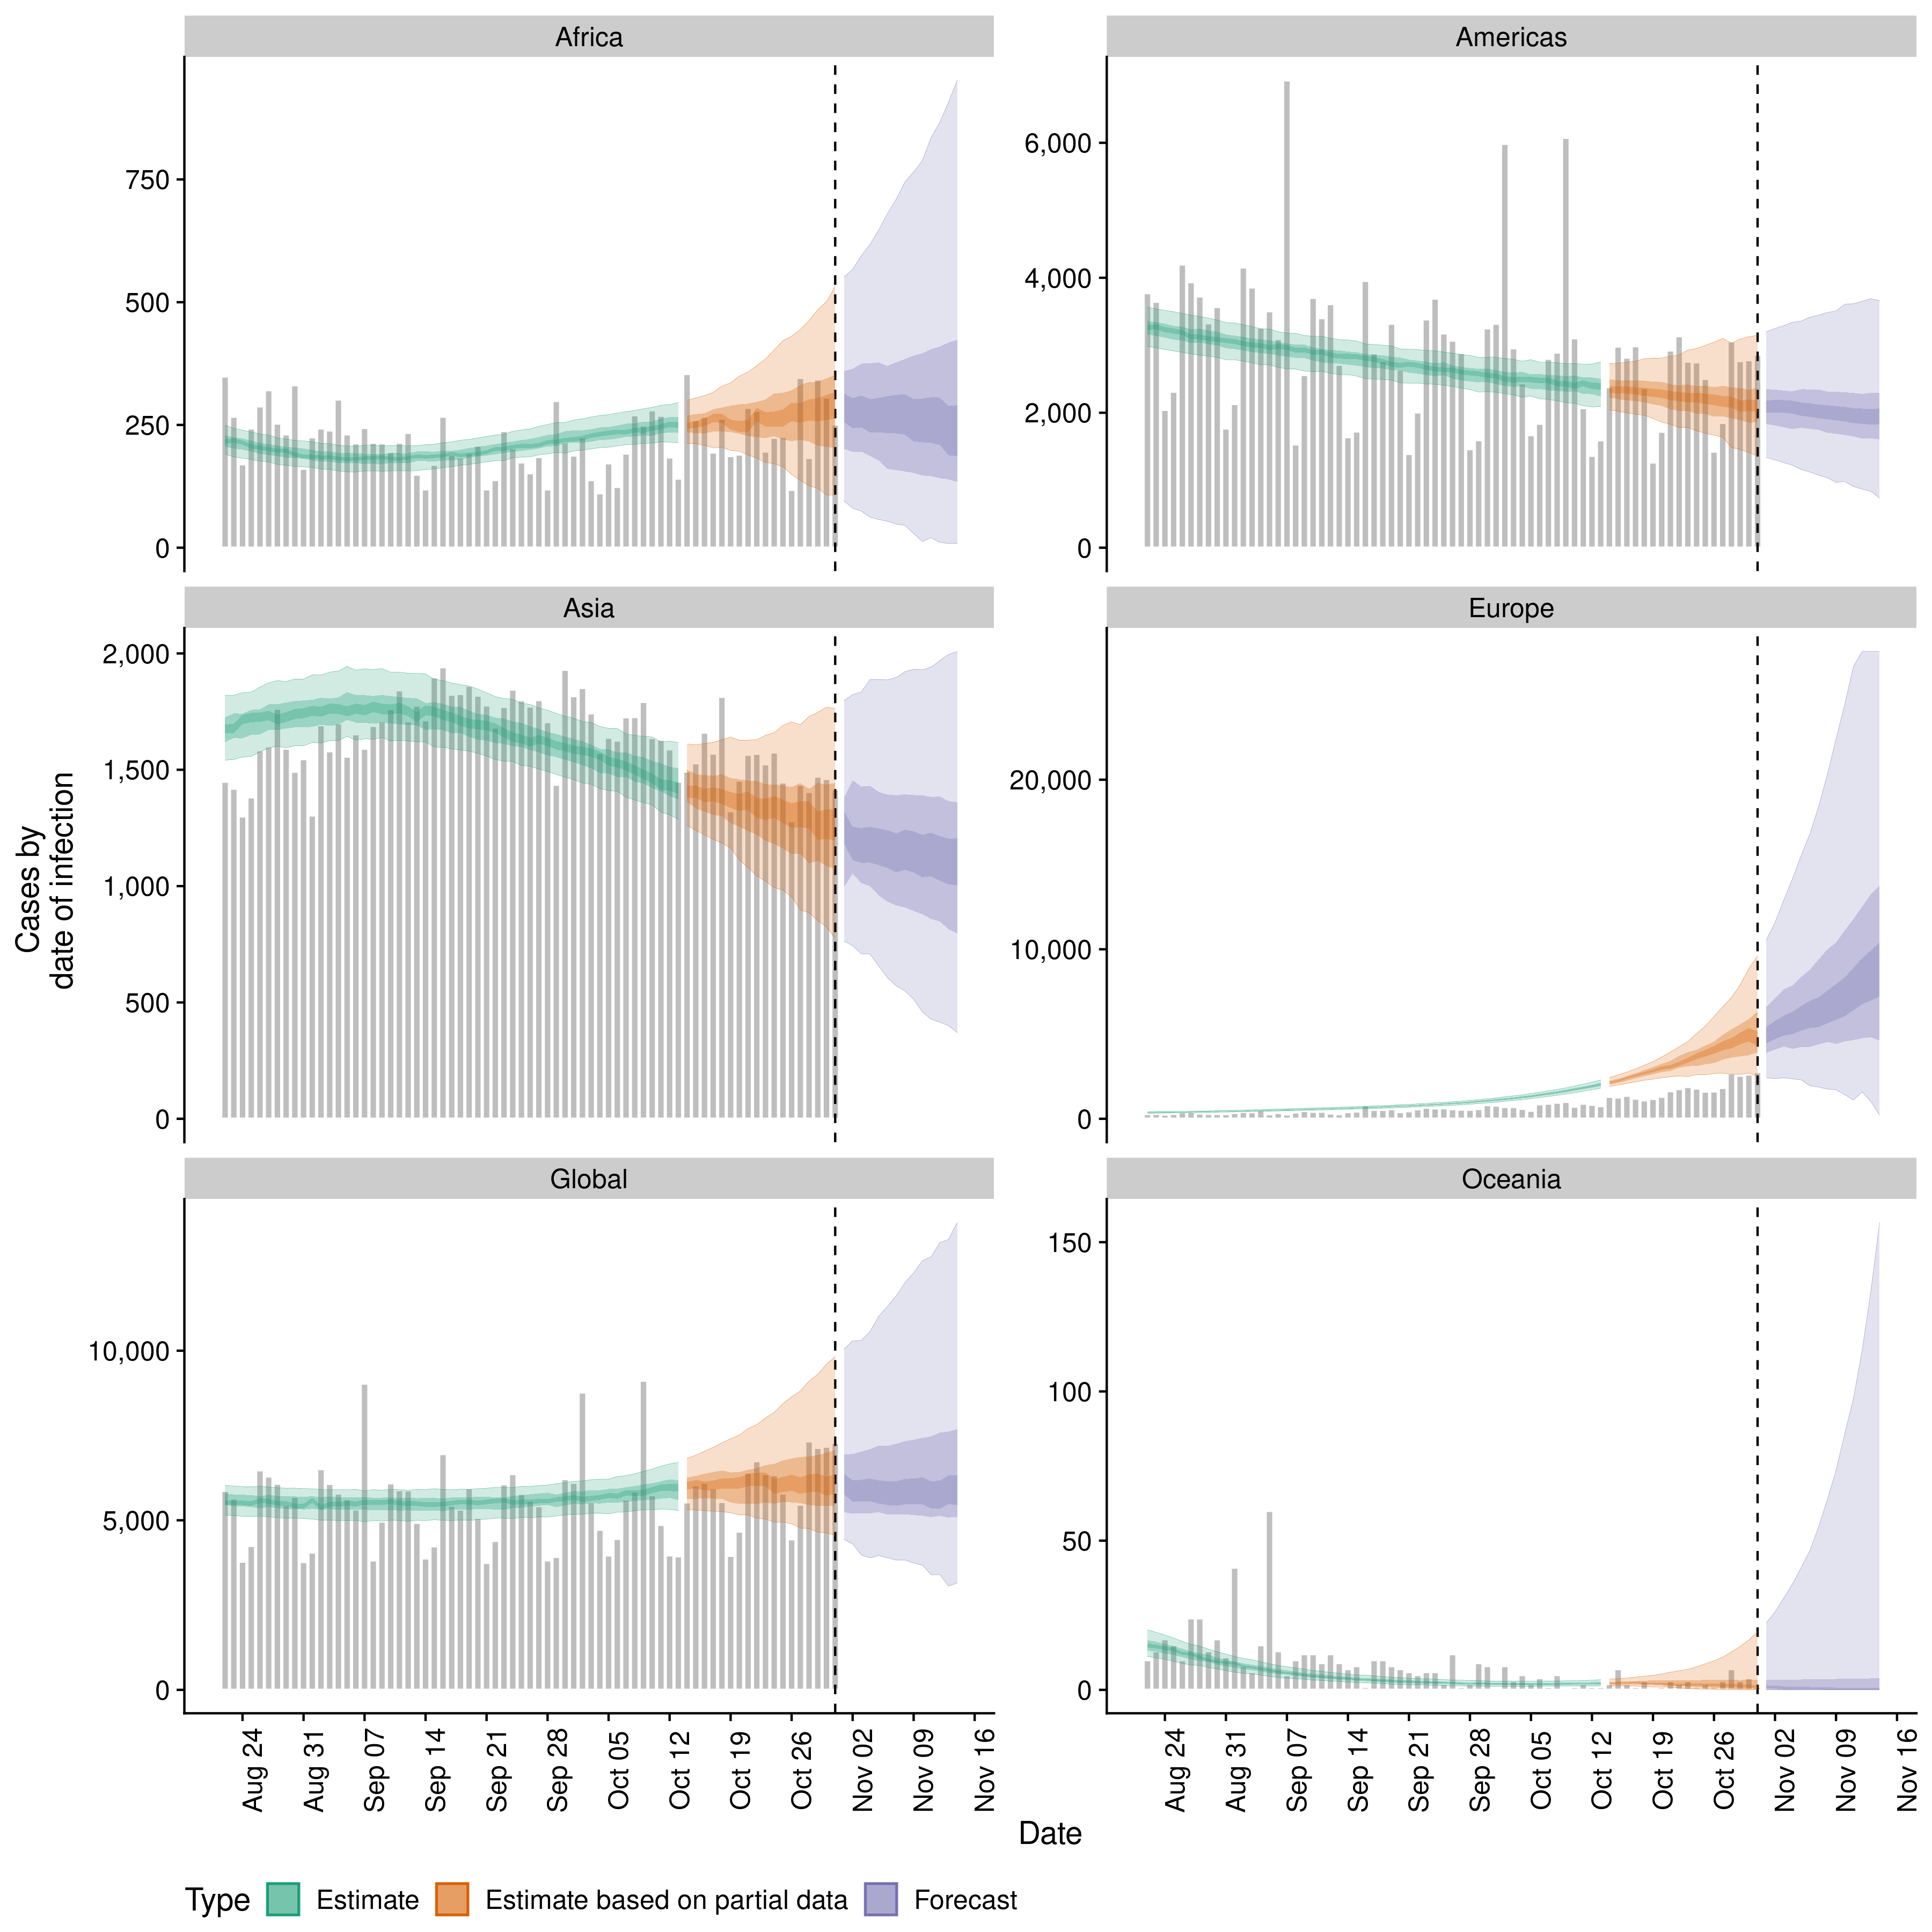 Africa
Americas
750
500
250
0
6,000
4,000
2,000
0
Asia
Europe
2,000
1,500
1,000
500
0
20,000
10,000
0
Cases by
date of infection
Global
Oceania
10,000
5,000
0
150
100
50
0
Aug 24
Aug 31
Sep 07
Sep 14
Sep 21
Sep 28
Oct 05
Oct 12
Oct 19
Oct 26
Nov 02
Nov 09
Nov 16
Aug 24
Aug 31
Sep 07
Sep 14
Sep 21
Sep 28
Oct 05
Oct 12
Oct 19
Oct 26
Nov 02
Nov 09
Nov 16
Date
Type Estimate Estimate based on partial data Forecast